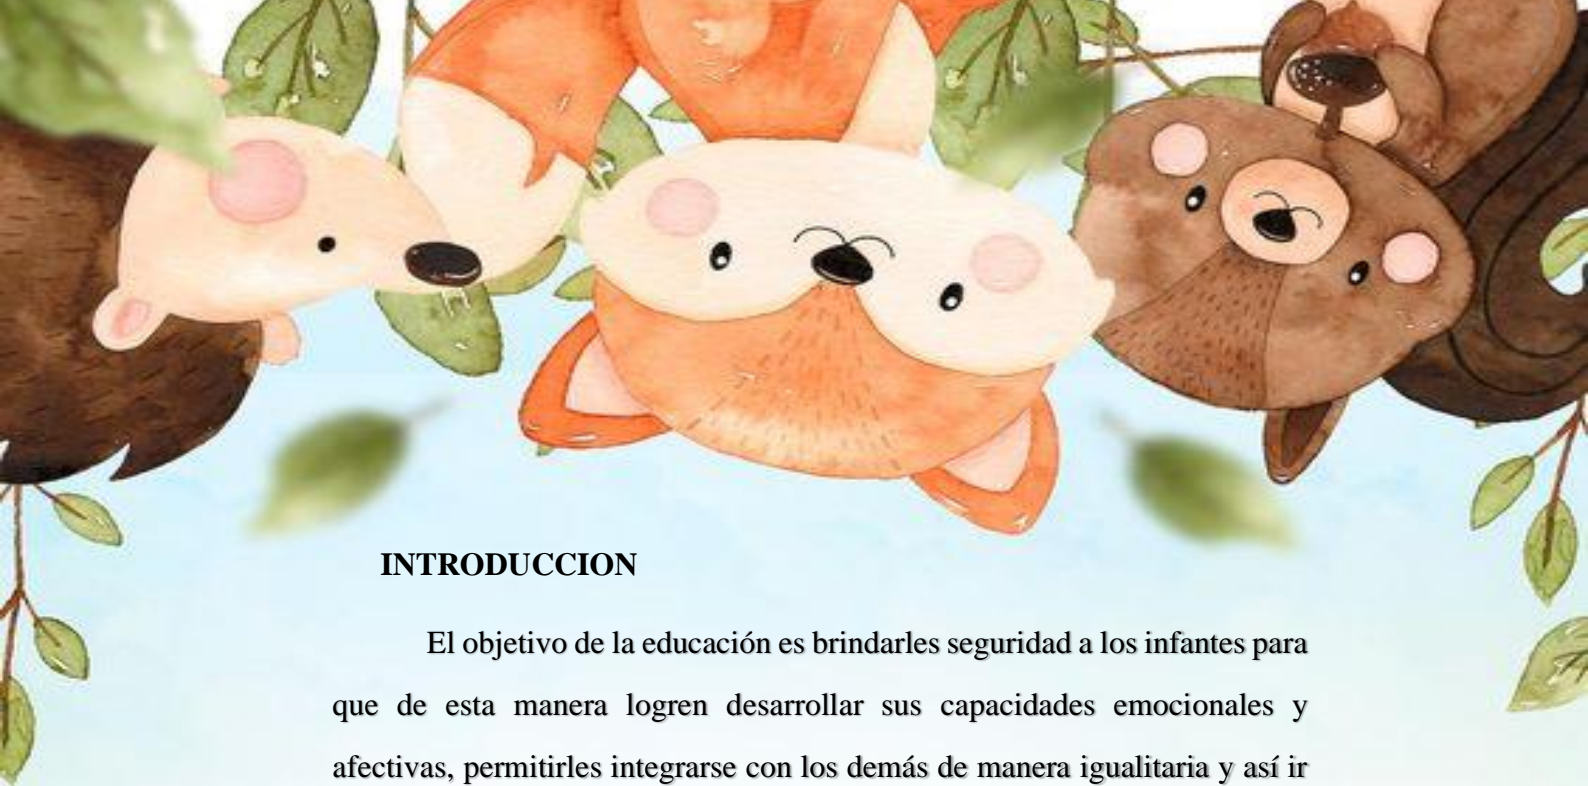 INTRODUCCION
El objetivo de la educación es brindarles seguridad a los infantes para
que de esta manera logren desarrollar sus capacidades emocionales y
afectivas, permitirles integrarse con los demás de manera igualitaria y así ir